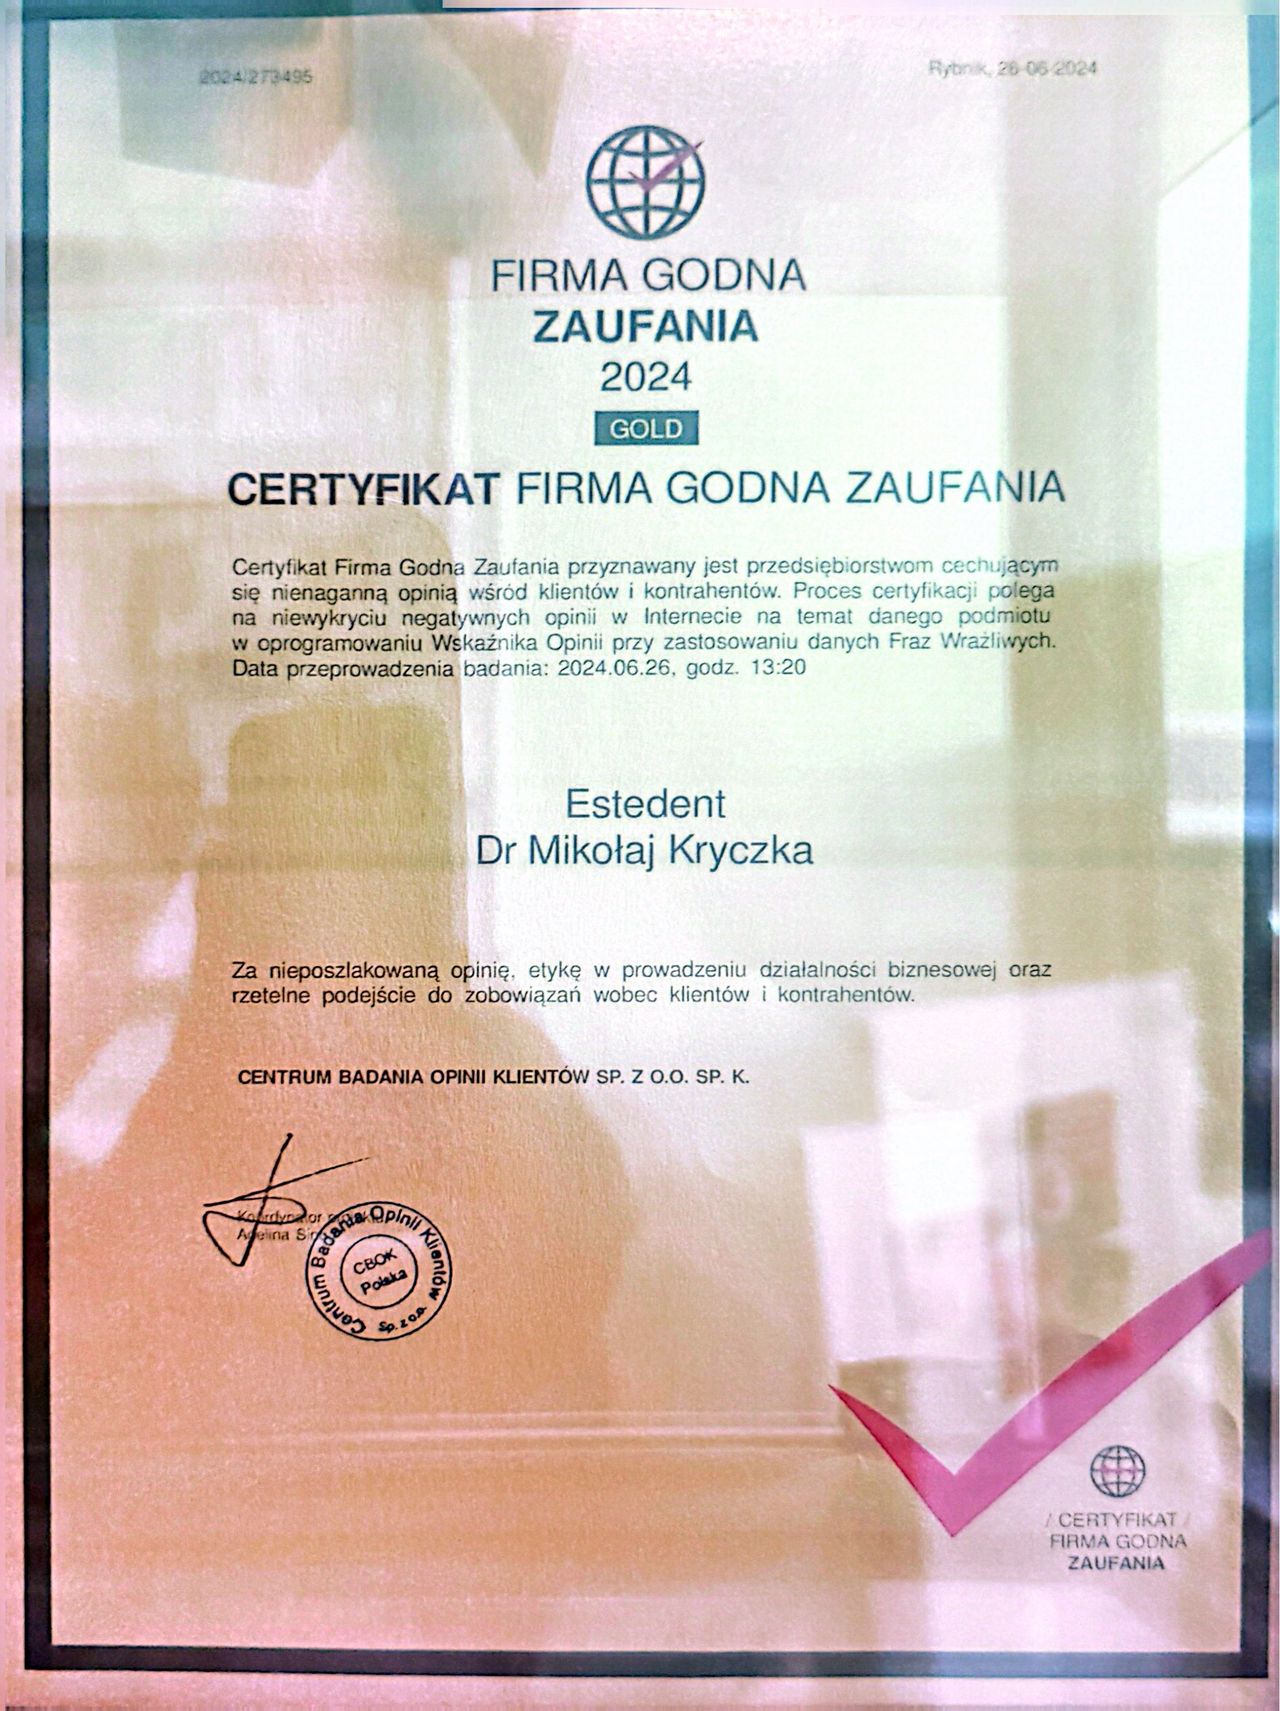 2024/273495
Rybnik, 26-06-2024
FIRMA GODNA
ZAUFANIA
2024
GOLD
CERTYFIKAT FIRMA GODNA ZAUFANIA
Certyfikat Firma Godna Zaufania przyznawany jest przedsiębiorstwom cechującym
się nienaganną opinią wśród klientów i kontrahentów. Proces certyfikacji polega
na niewykryciu negatywnych opinii w Internecie na temat danego podmiotu
w oprogramowaniu Wskaźnika Opinii przy zastosowaniu danych Fraz Wrażliwych.
Data przeprowadzenia badania: 2024.06.26, godz. 13:20
Estedent
Dr Mikołaj Kryczka
Za nieposzlakowaną opinię, etykę w prowadzeniu działalności biznesowej oraz
rzetelne podejście do zobowiązań wobec klientów i kontrahentów.
CENTRUM BADANIA OPINII KLIENTÓW SP. Z O.O. SP. K.
Koordynator
Adelina
Centrum Badania Opinii Klientów Sp. z o.o.
CBOK
Polska
/ CERTYFIKAT /
FIRMA GODNA
ZAUFANIA